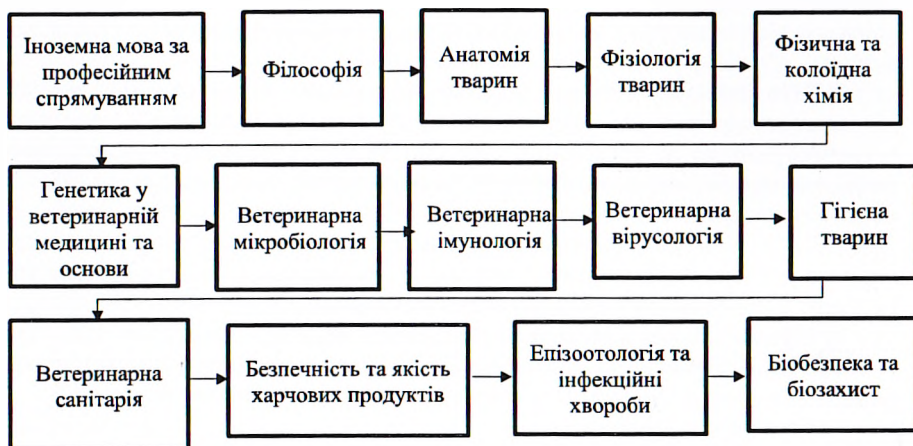 Іноземна мова за
професійним
спрямуванням
Філософія
Анатомія
тварин
Фізіологія
тварин
Фізична та
колоїдна
хімія
Генетика у
ветеринарній
медицині та
основи
Ветеринарна
мікробіологія
Ветеринарна
імунологія
Ветеринарна
вірусологія
Гігієна
тварин
Ветеринарна
санітарія
Безпечність та якість
харчових продуктів
Епізоотологія та
інфекційні
хвороби
Біобезпека та
біозахист